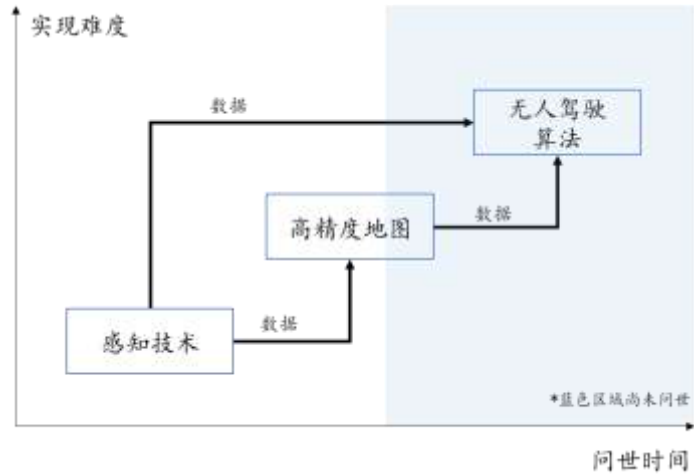 实现难度
数据
无人驾驶
算法
高精度地图
数据
感知技术
数据
*蓝色区域尚未问世
问世时间